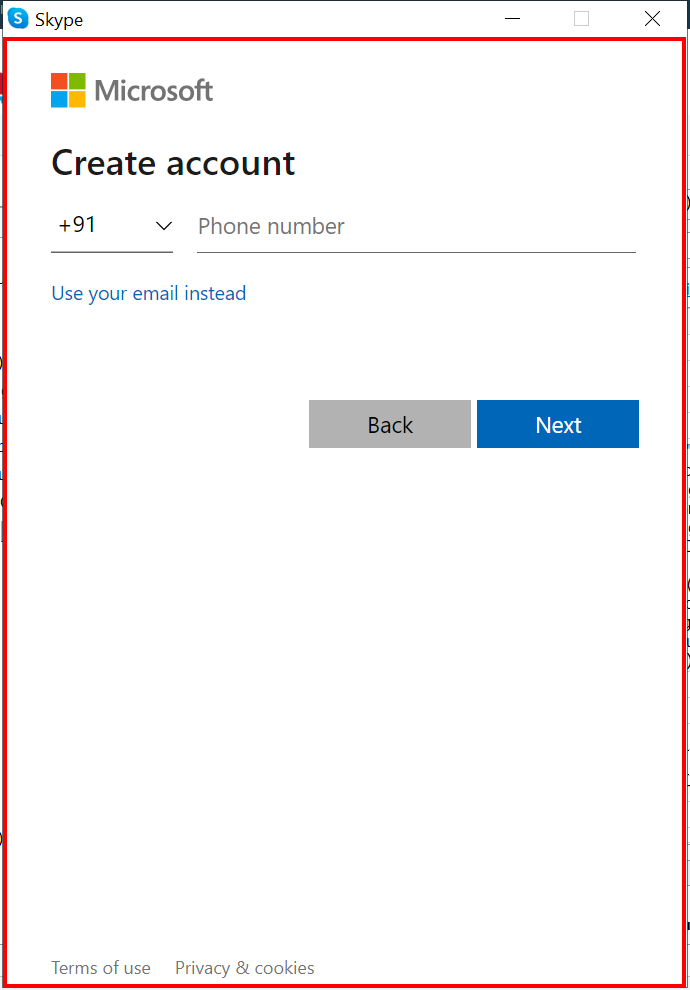 Skype
Microsoft
Create account
+91 Phone number
Use your email instead
Back Next
Terms of use Privacy & cookies